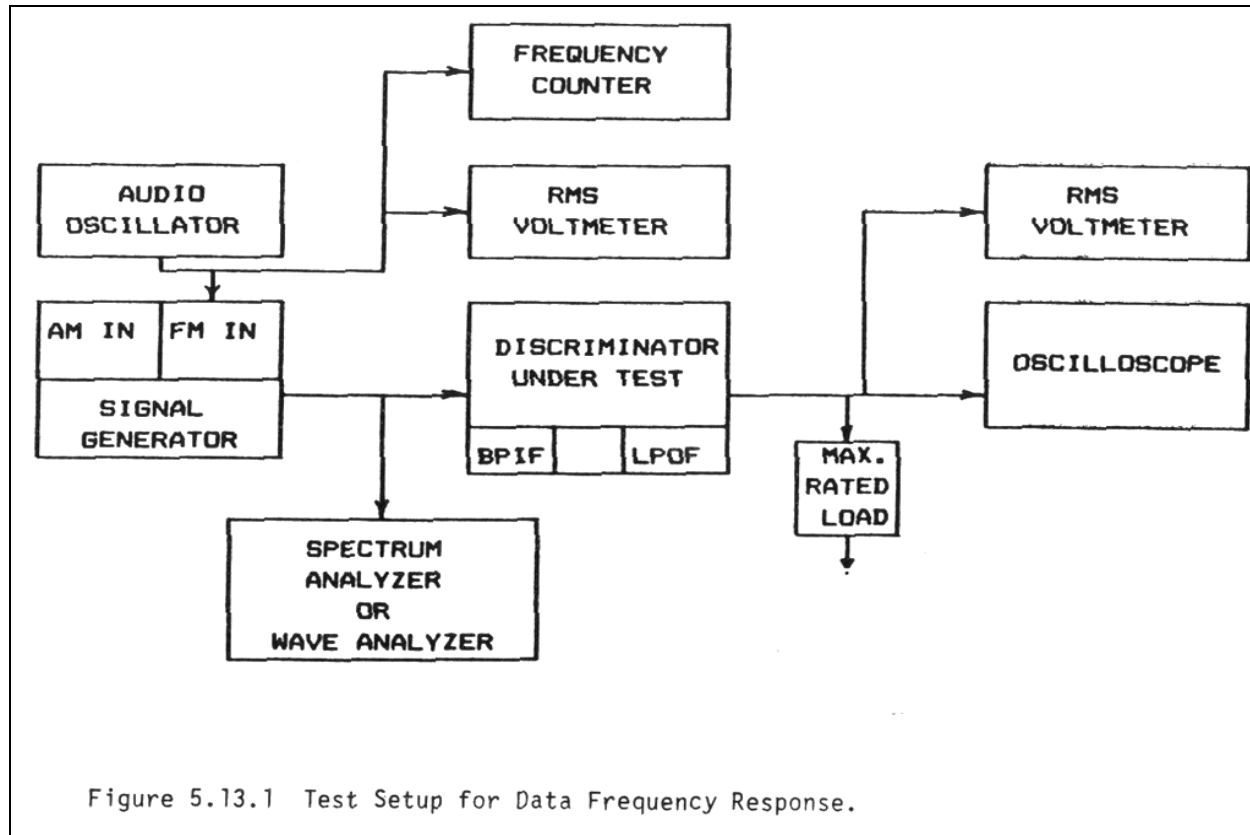 FREQUENCY
COUNTER
AUDIO
OSCILLATOR
RMS
VOLTMETER
RMS
VOLTMETER
AM IN
FM IN
SIGNAL
GENERATOR
DISCRIMINATOR
UNDER TEST
BPIF
LPOF
OSCILLOSCOPE
MAX.
RATED
LOAD
SPECTRUM
ANALYZER
OR
WAVE ANALYZER
Figure 5.13.1 Test Setup for Data Frequency Response.